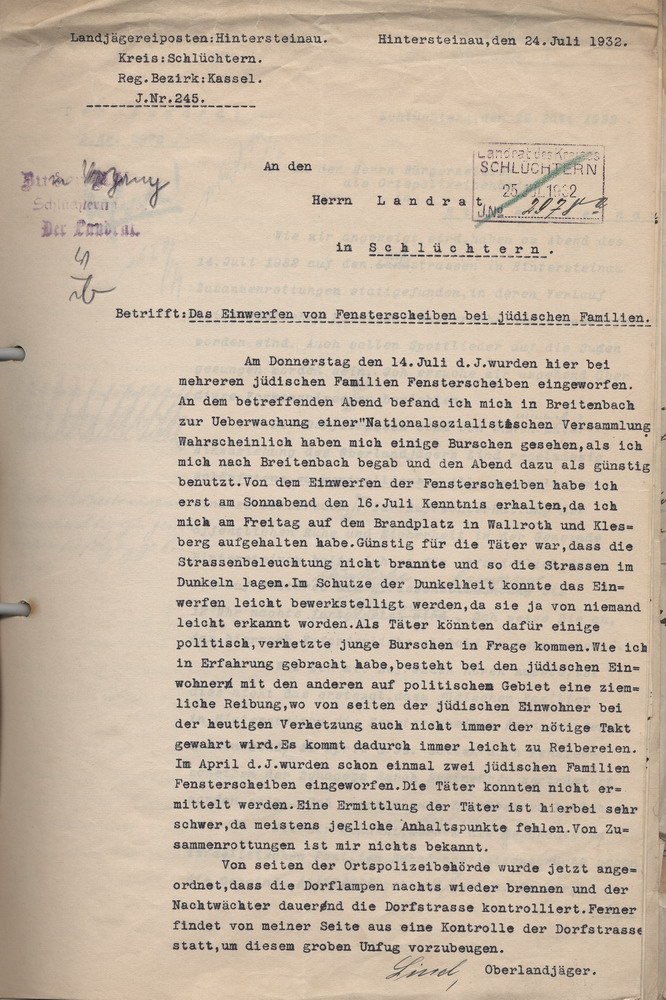 Landjägereiposten:Hintersteinau. Hintersteinau,den 24.Juli 1932.
Kreis:Schlüchtern.
Reg.Bezirk:Kassel.
J.Nr.245.
An den
Landrat des Kreises
SCHLÜCHTERN
25. JUL 1932
J.No
Herrn Landrat
Der Landrat
in Schlüchtern.
Betrifft:Das Einwerfen von Fensterscheiben bei jüdischen Familien.
Am Donnerstag den 14.Juli d.J.wurden hier bei
mehreren jüdischen Familien Fensterscheiben eingeworfen.
An dem betreffenden Abend befand ich mich in Breitenbach
zur Ueberwachung einer"Nationalsozialistischen Versammlung
Wahrscheinlich haben mich einige Burschen gesehen,als ich
mich nach Breitenbach begab und den Abend dazu als günstig
benutzt.Von dem Einwerfen der Fensterscheiben habe ich
erst am Sonnabend den 16.Juli Kenntnis erhalten,da ich
mich am Freitag auf dem Brandplatz in Wallroth und Kles=
berg aufgehalten habe.Günstig für die Täter war,dass die
Strassenbeleuchtung nicht brannte und so die Strassen im
Dunkeln lagen.Im Schutze der Dunkelheit konnte das Ein=
werfen leicht bewerkstelligt werden,da sie ja von niemand
leicht erkannt worden.Als Täter könnten dafür einige
politisch,verhetzte junge Burschen in Frage kommen.Wie ich
in Erfahrung gebracht habe,besteht bei den jüdischen Ein=
wohnern mit den anderen auf politischem Gebiet eine ziem=
liche Reibung,wo von seiten der jüdischen Einwohner bei
der heutigen Verhetzung auch nicht immer der nötige Takt
gewahrt wird.Es kommt dadurch immer leicht zu Reibereien.
Im April d.J.wurden schon einmal zwei jüdischen Familien
Fensterscheiben eingeworfen.Die Täter konnten nicht er=
mittelt werden.Eine Ermittlung der Täter ist hierbei sehr
schwer,da meistens jegliche Anhaltspunkte fehlen.Von Zu=
sammenrottungen ist mir nichts bekannt.
Von seiten der Ortspolizeibehörde wurde jetzt ange=
ordnet,dass die Dorflampen nachts wieder brennen und der
Nachtwächter dauernd die Dorfstrasse kontrolliert.Ferner
findet von meiner Seite aus eine Kontrolle der Dorfstrasse
statt,um diesem groben Unfug vorzubeugen.
Oberlandjäger.